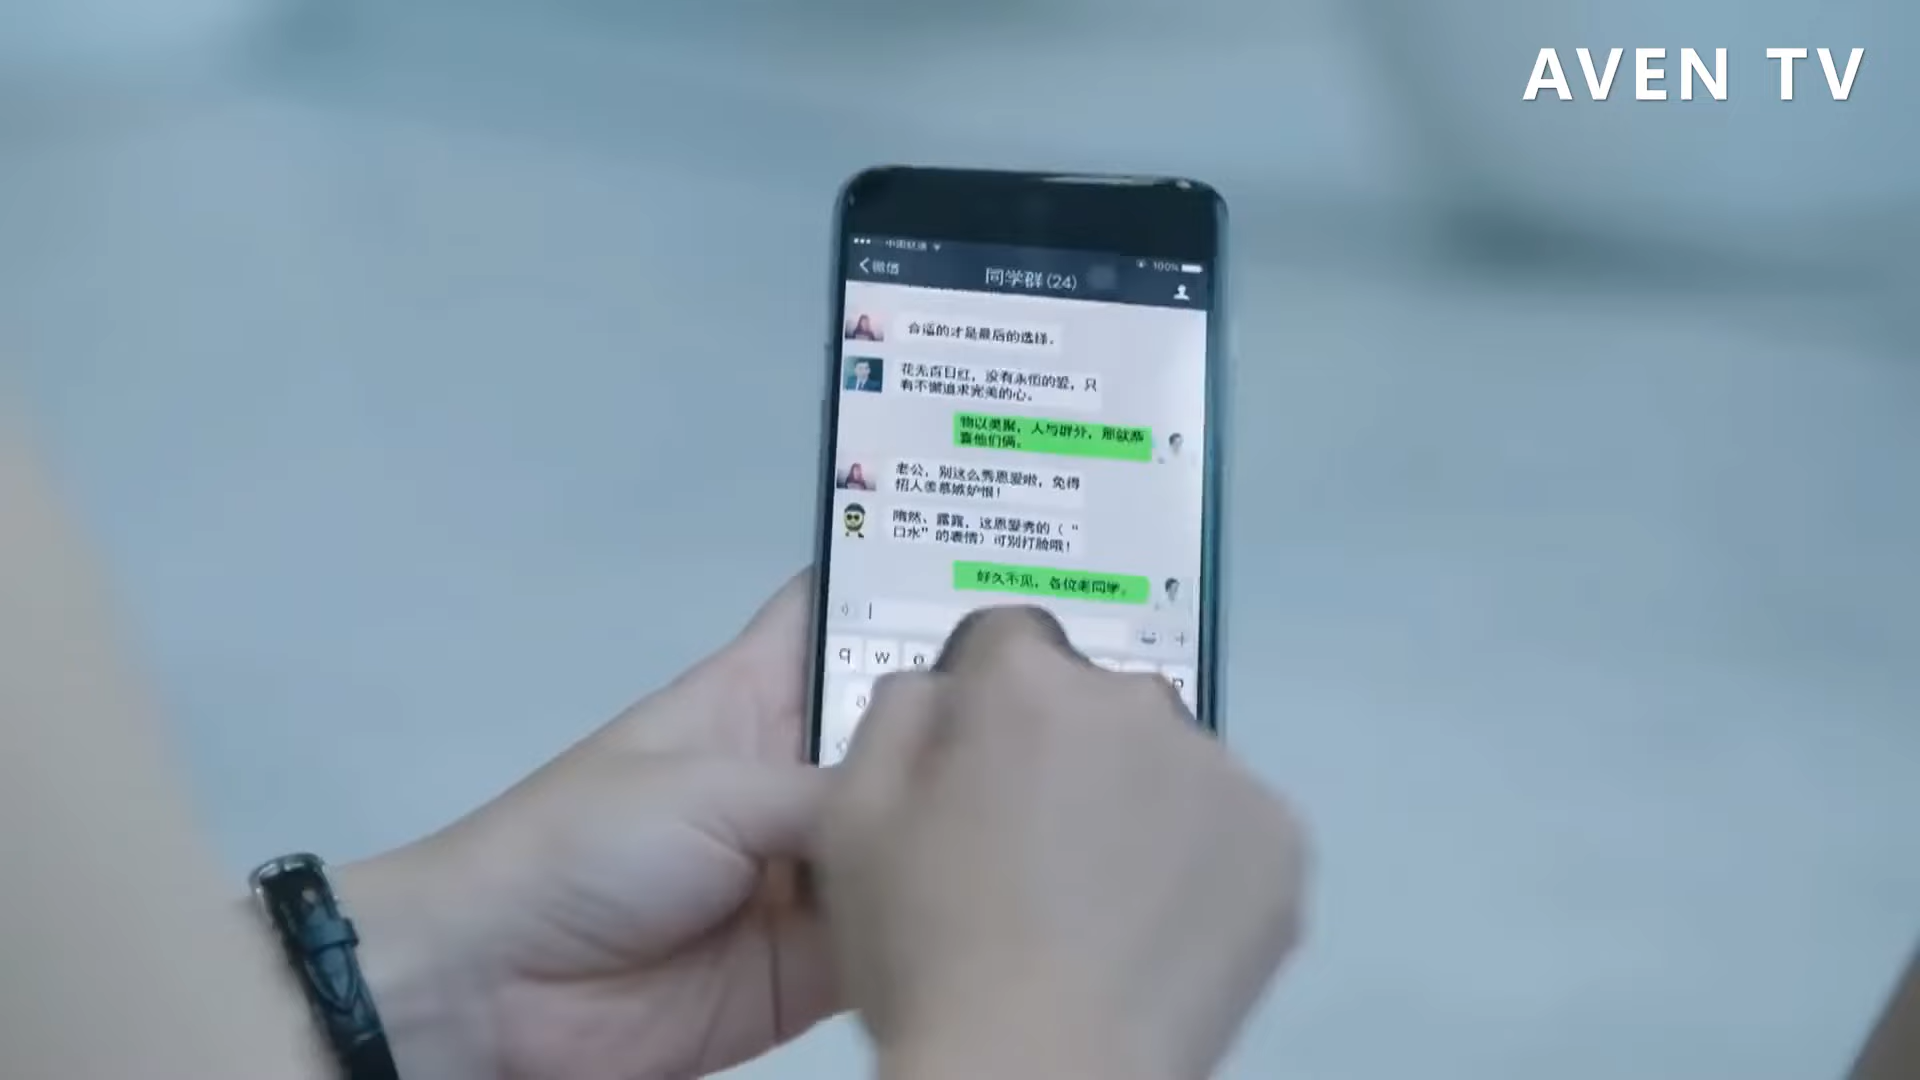 AVEN TV
100%
微信
同学群(24)
合适的才是最后的选择。
花无百日红，没有永恒的爱，只
有不懈追求完美的心。
物以类聚，人与群分，那就恭
喜他们俩。
老公，别这么秀恩爱啦，免得
招人羡慕嫉妒恨！
隋然、露露，这恩爱秀的（“
口水”的表情）可别打脸哦！
好久不见，各位老同学。
q w
a